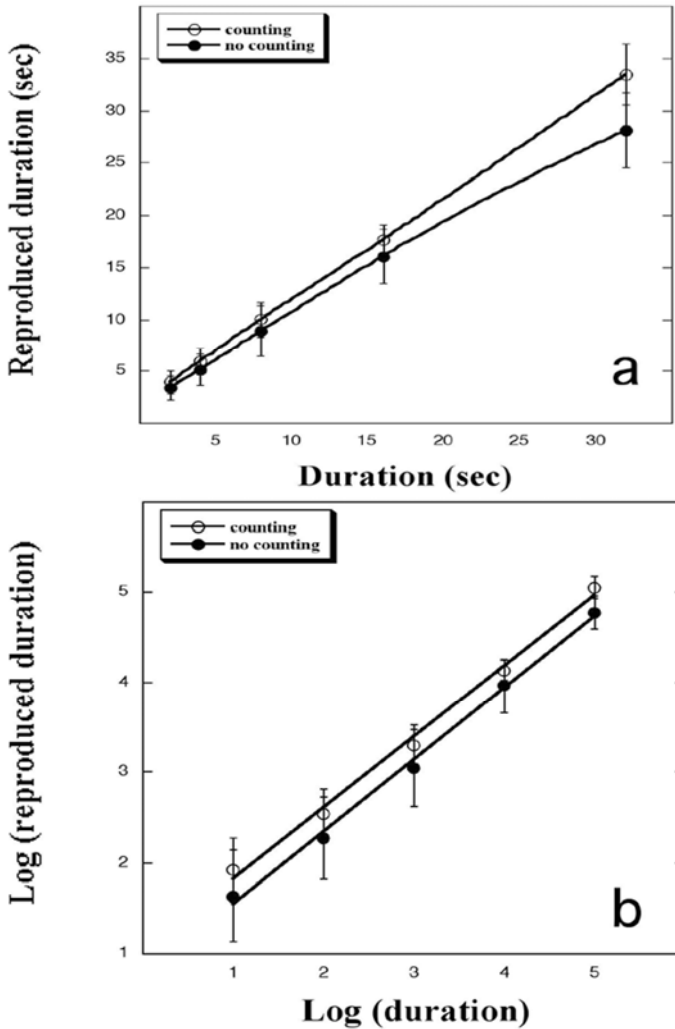 counting
no counting
Reproduced duration (sec)
35
30
25
20
15
10
5
a
5
10
15
20
25
30
Duration (sec)
counting
no counting
Log (reproduced duration)
5
4
3
2
1
b
1
2
3
4
5
Log (duration)